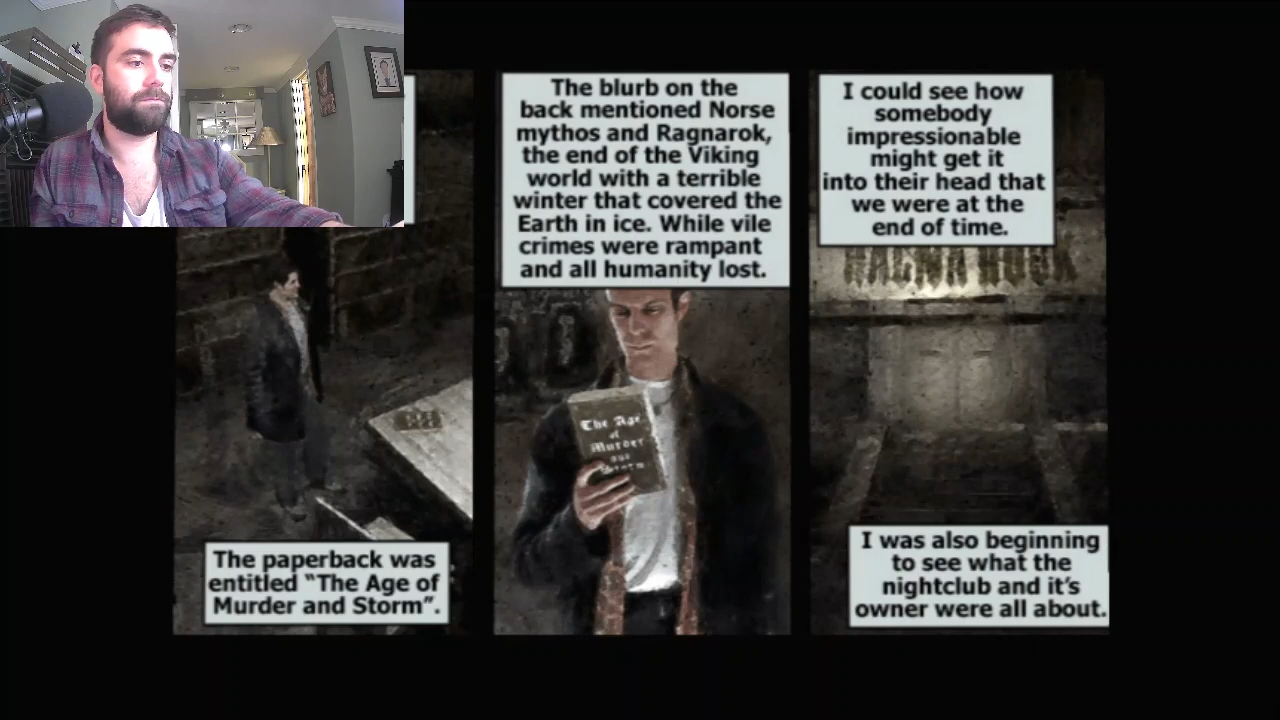 The paperback was
entitled “The Age of
Murder and Storm”.
The blurb on the
back mentioned Norse
mythos and Ragnarok,
the end of the Viking
world with a terrible
winter that covered the
Earth in ice. While vile
crimes were rampant
and all humanity lost.
The Age
of
Murder
and
Storm
I could see how
somebody
impressionable
might get it
into their head that
we were at the
end of time.
RAGNA ROCK
I was also beginning
to see what the
nightclub and it’s
owner were all about.